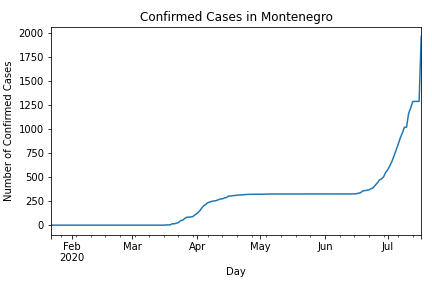 Confirmed Cases in Montenegro
2000
1750
1500
1250
1000
750
500
250
0
Number of Confirmed Cases
Feb
2020
Mar
Apr
May
Jun
Jul
Day